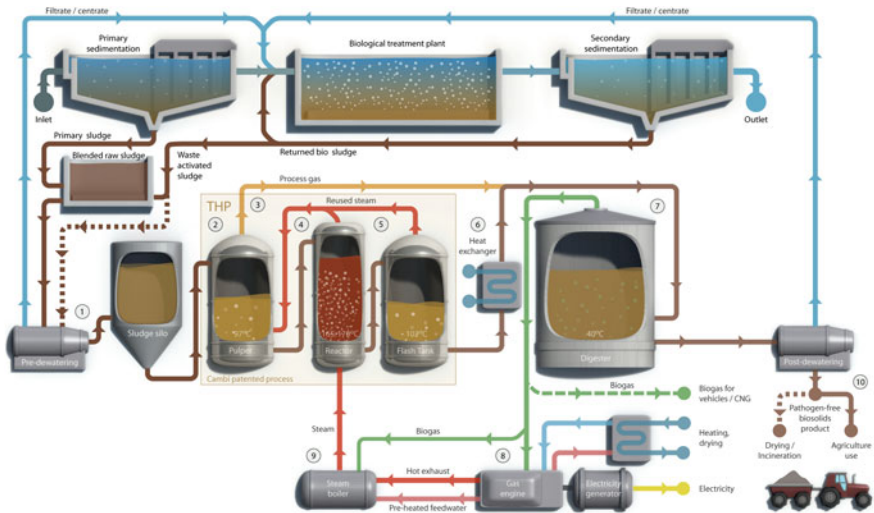 Filtrate / centrate
Filtrate / centrate
Primary
sedimentation
Biological treatment plant
Secondary
sedimentation
Inlet
Outlet
Primary sludge
Blended raw sludge
Waste
activated
sludge
Returned bio sludge
Process gas
THP
Reused steam
2
3
4
5
6
7
Heat
exchanger
1
Sludge silo
97°C
Pulper
Reactor
102°C
Flash Tank
40°C
Digester
Pre-dewatering
Post-dewatering
Cambi patented process
10
Biogas
Biogas for
vehicles / CNG
Pathogen-free
biosolids
product
Drying /
Incineration
Agriculture
use
Steam
Biogas
9
8
Heating,
drying
Hot exhaust
Steam
boiler
Gas
engine
Electricity
generator
Electricity
Pre-heated feedwater